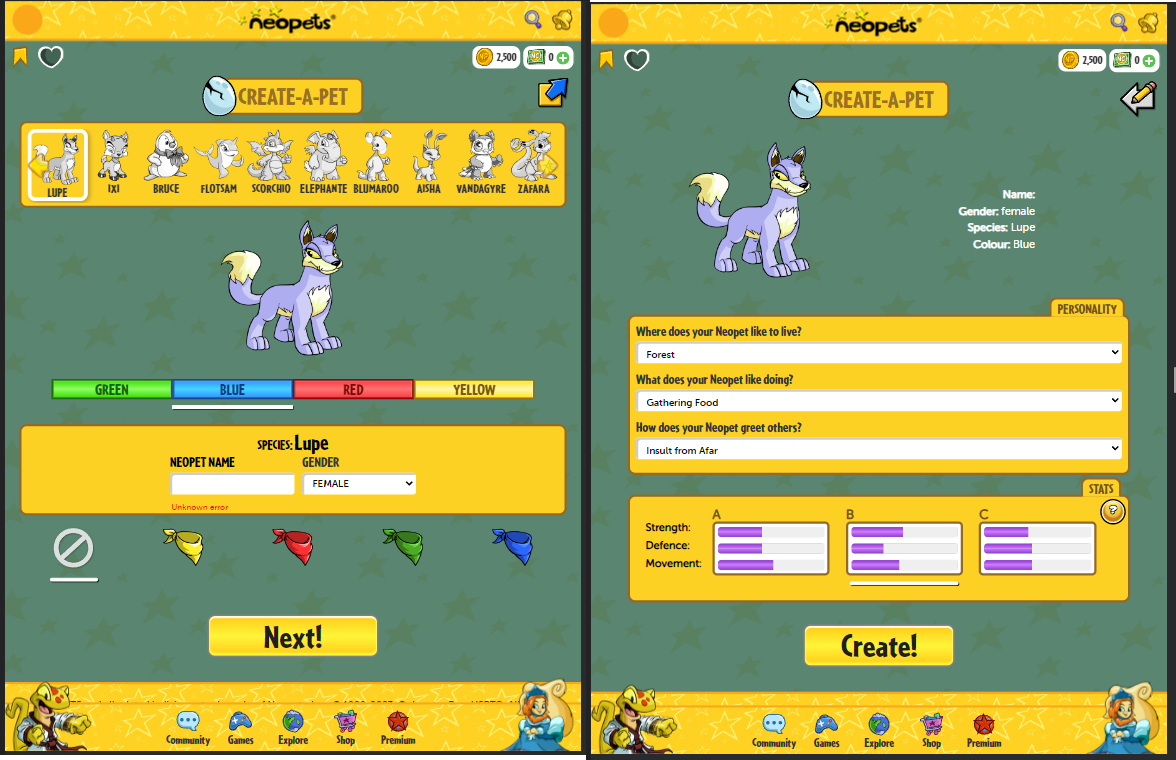 neopets
2,500
0
CREATE-A-PET
LUPE
IXI
BRUCE
FLOTSAM
SCORCHIO
ELEPHANTE
BLUMAROO
AISHA
VANDAGYRE
ZAFARA
GREEN
BLUE
RED
YELLOW
SPECIES: Lupe
NEOPET NAME
GENDER
FEMALE
Unknown error
Next!
Community
Games
Explore
Shop
Premium
neopets
2,500
0
CREATE-A-PET
Name:
Gender: female
Species: Lupe
Colour: Blue
PERSONALITY
Where does your Neopet like to live?
Forest
What does your Neopet like doing?
Gathering Food
How does your Neopet greet others?
Insult from Afar
STATS
?
A
B
C
Strength:
Defence:
Movement:
Create!
Community
Games
Explore
Shop
Premium